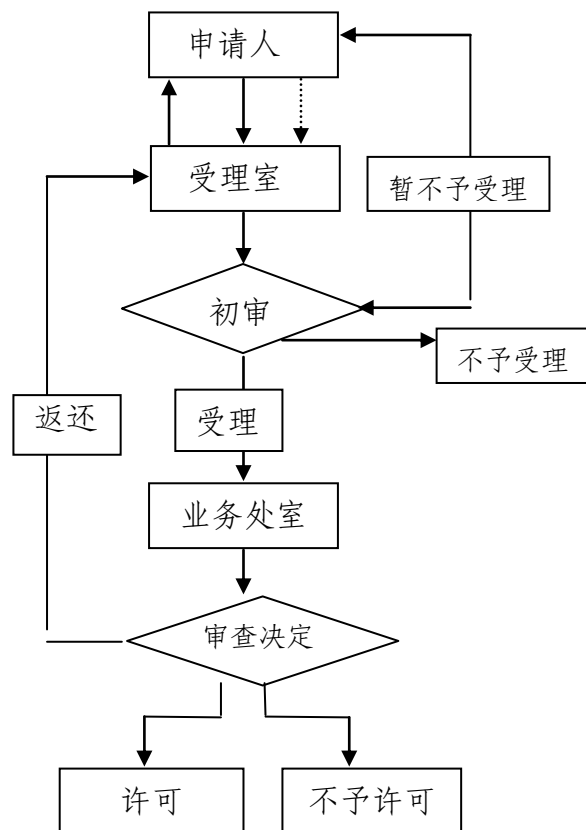 申请人
受理室
暂不予受理
初审
不予受理
返还
受理
业务处室
审查决定
许可
不予许可